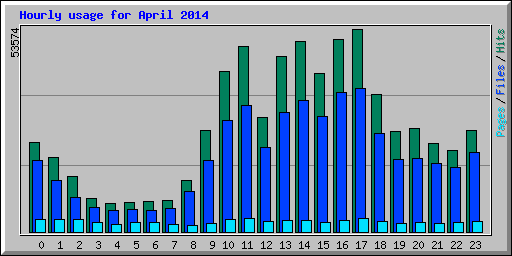 Hourly usage for April 2014
53574
Pages/Files/Hits
0 1 2 3 4 5 6 7 8 9 10 11 12 13 14 15 16 17 18 19 20 21 22 23